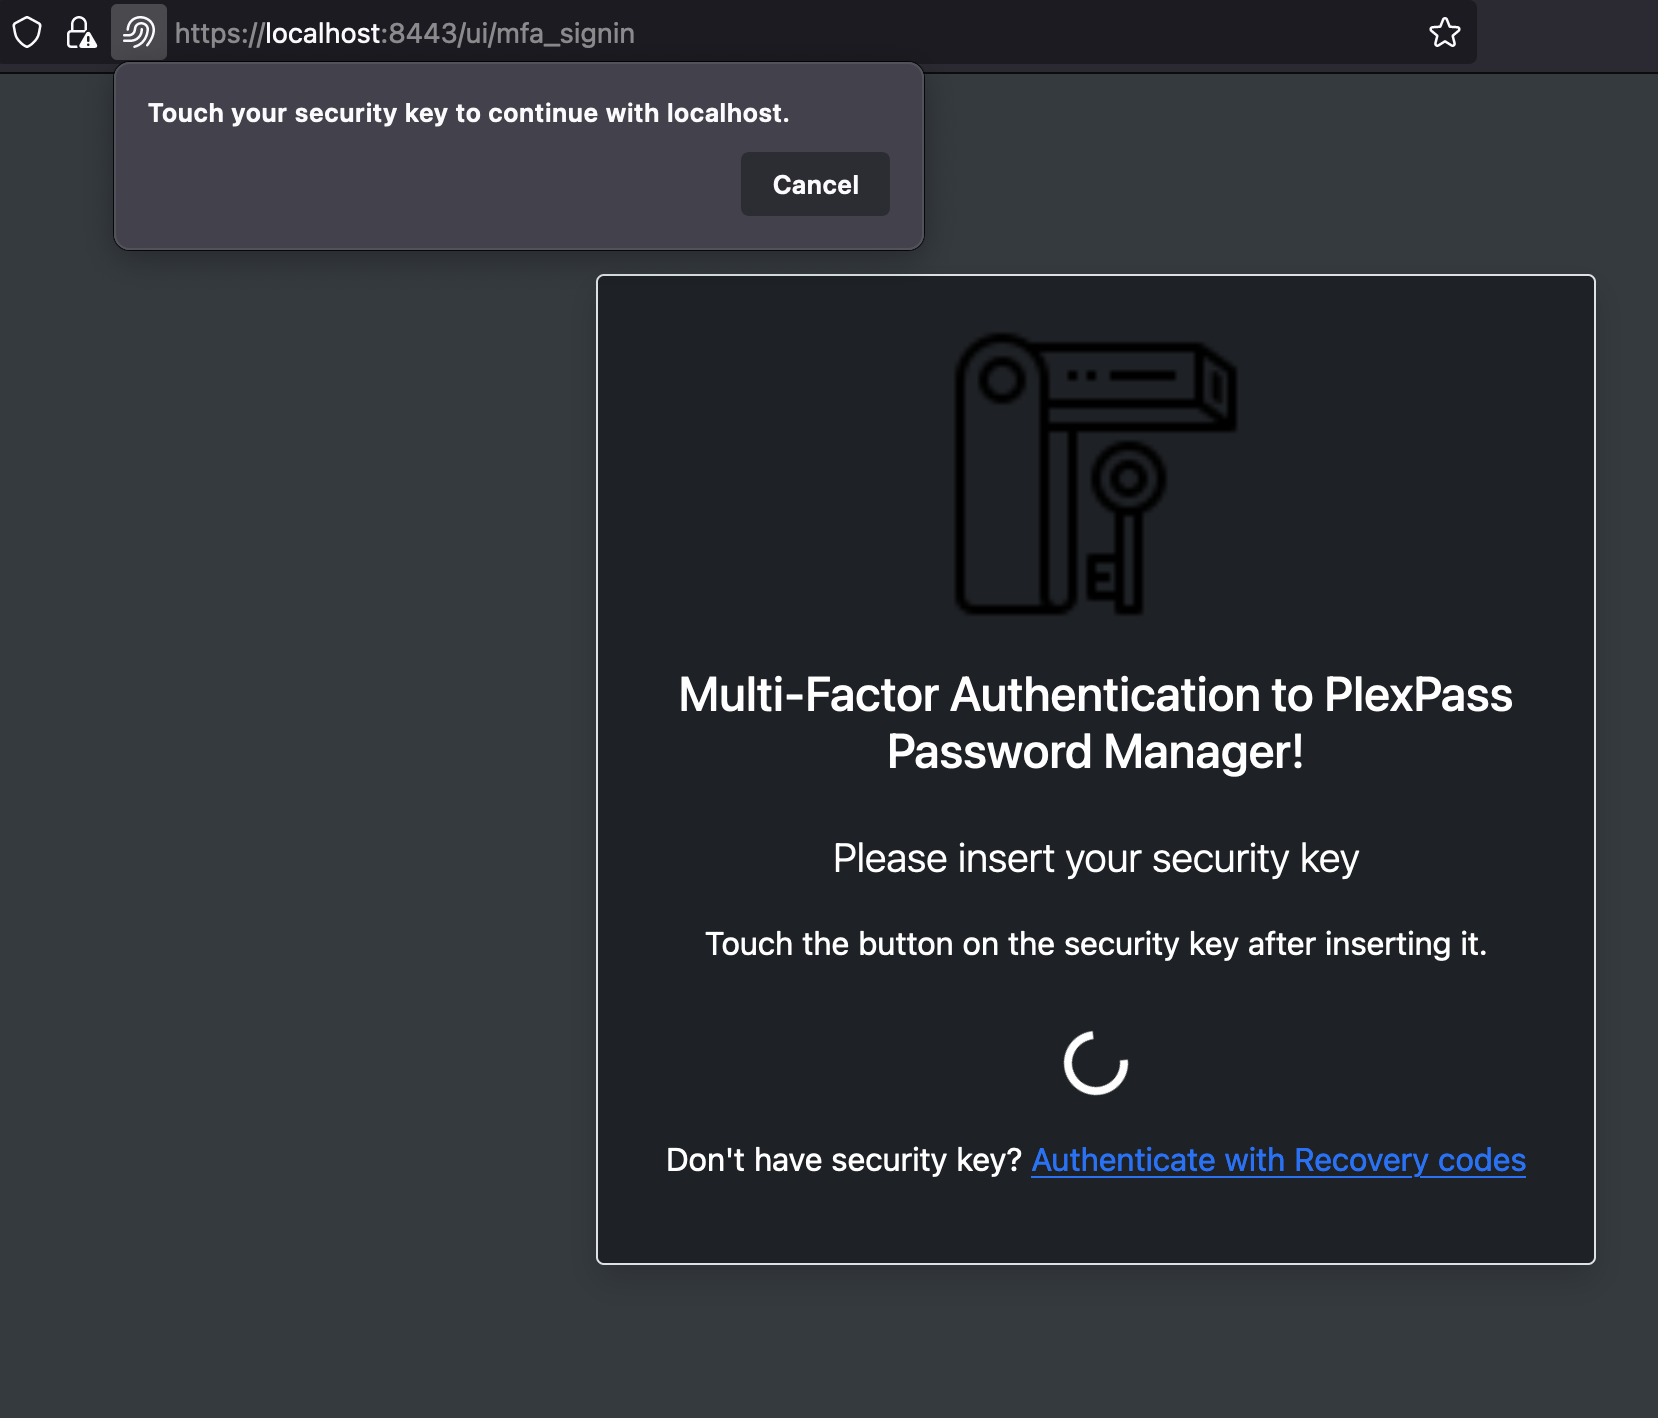 https://localhost:8443/ui/mfa_signin
Touch your security key to continue with localhost.
Cancel
Multi-Factor Authentication to PlexPass
Password Manager!
Please insert your security key
Touch the button on the security key after inserting it.
Don't have security key? Authenticate with Recovery codes